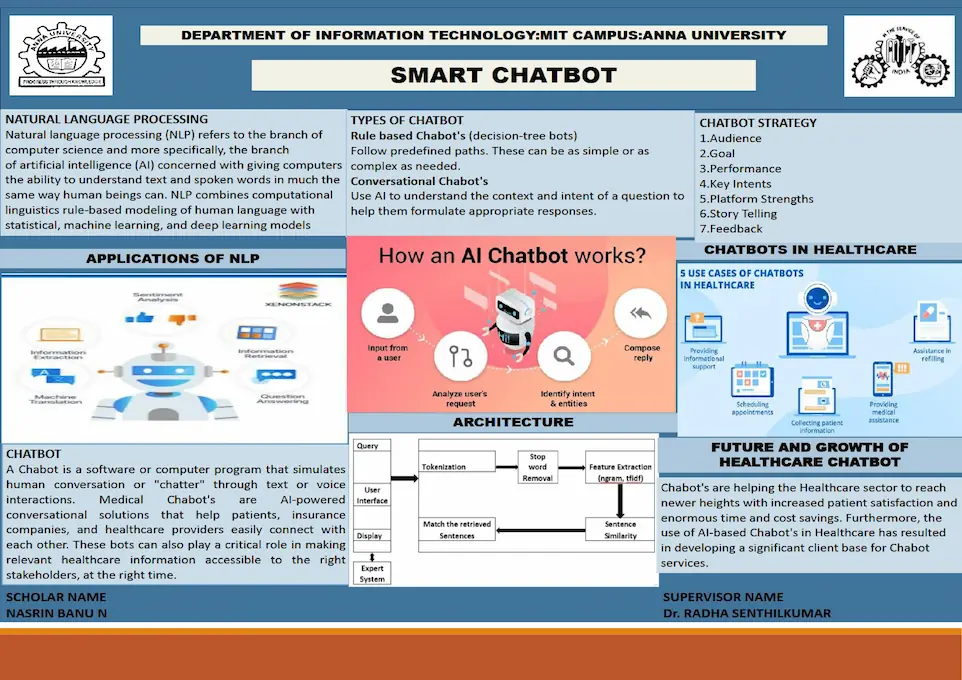 ANNA UNIVERSITY
PROGRESS THROUGH KNOWLEDGE
DEPARTMENT OF INFORMATION TECHNOLOGY:MIT CAMPUS:ANNA UNIVERSITY
SMART CHATBOT
IN THE SERVICE OF
INDIA
NATURAL LANGUAGE PROCESSING
Natural language processing (NLP) refers to the branch of
computer science and more specifically, the branch
of artificial intelligence (AI) concerned with giving computers
the ability to understand text and spoken words in much the
same way human beings can. NLP combines computational
linguistics rule-based modeling of human language with
statistical, machine learning, and deep learning models
APPLICATIONS OF NLP
Sentiment
Analysis
XENONSTACK
Information
Extraction
Information
Retrieval
Machine
Translation
Question
Answering
CHATBOT
A Chabot is a software or computer program that simulates
human conversation or "chatter" through text or voice
interactions. Medical Chabot's are AI-powered
conversational solutions that help patients, insurance
companies, and healthcare providers easily connect with
each other. These bots can also play a critical role in making
relevant healthcare information accessible to the right
stakeholders, at the right time.
SCHOLAR NAME
NASRIN BANU N
TYPES OF CHATBOT
Rule based Chabot's (decision-tree bots)
Follow predefined paths. These can be as simple or as
complex as needed.
Conversational Chabot's
Use AI to understand the context and intent of a question to
help them formulate appropriate responses.
How an AI Chatbot works?
Input from
a user
Analyze user's
request
Identify intent
& entities
Compose
reply
ARCHITECTURE
Query
User
Interface
Display
Expert
System
Tokenization
Stop
word
Removal
Feature Extraction
(ngram, tfidf)
Match the retrieved
Sentences
Sentence
Similarity
CHATBOT STRATEGY
1.Audience
2.Goal
3.Performance
4.Key Intents
5.Platform Strengths
6.Story Telling
7.Feedback
CHATBOTS IN HEALTHCARE
5 USE CASES OF CHATBOTS
IN HEALTHCARE
Providing
informational
support
Scheduling
appointments
Collecting patient
information
Providing
medical
assistance
Assistance in
refilling
FUTURE AND GROWTH OF
HEALTHCARE CHATBOT
Chabot's are helping the Healthcare sector to reach
newer heights with increased patient satisfaction and
enormous time and cost savings. Furthermore, the
use of AI-based Chabot's in Healthcare has resulted
in developing a significant client base for Chabot
services.
SUPERVISOR NAME
Dr. RADHA SENTHILKUMAR